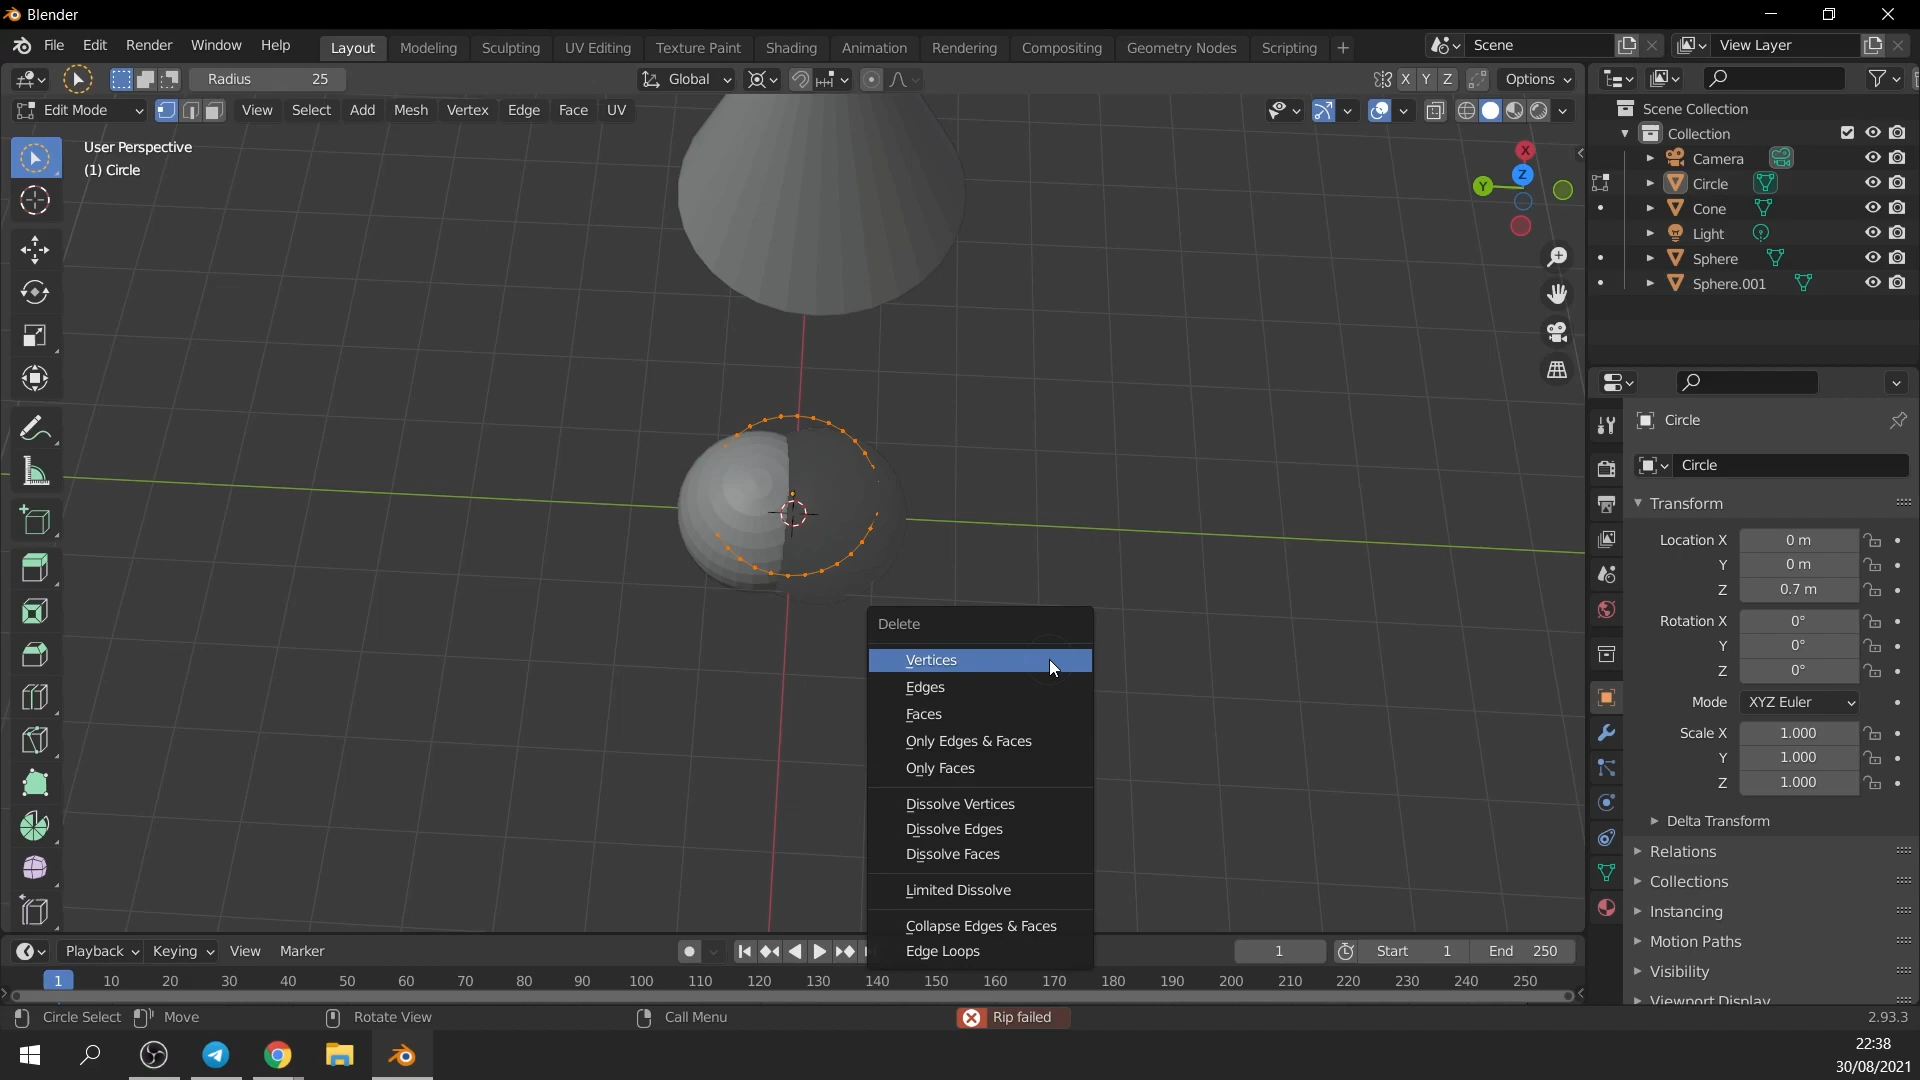 Blender
File Edit Render Window Help Layout Modeling Sculpting UV Editing Texture Paint Shading Animation Rendering Compositing Geometry Nodes Scripting + Scene View Layer
Radius 25 Global X Y Z Options
Edit Mode View Select Add Mesh Vertex Edge Face UV
User Perspective
(1) Circle
X
Y
Z
Scene Collection
Collection
Camera
Circle
Cone
Light
Sphere
Sphere.001
Circle
Circle
Transform
Location X 0 m
Y 0 m
Z 0.7 m
Rotation X 0°
Y 0°
Z 0°
Mode XYZ Euler
Scale X 1.000
Y 1.000
Z 1.000
Delta Transform
Relations
Collections
Instancing
Motion Paths
Visibility
Viewport Display
Delete
Vertices
Edges
Faces
Only Edges & Faces
Only Faces
Dissolve Vertices
Dissolve Edges
Dissolve Faces
Limited Dissolve
Collapse Edges & Faces
Edge Loops
Playback Keying View Marker 1 Start 1 End 250
1 10 20 30 40 50 60 70 80 90 100 110 120 130 140 150 160 170 180 190 200 210 220 230 240 250
Circle Select Move Rotate View Call Menu Rip failed 2.93.3
22:38
30/08/2021